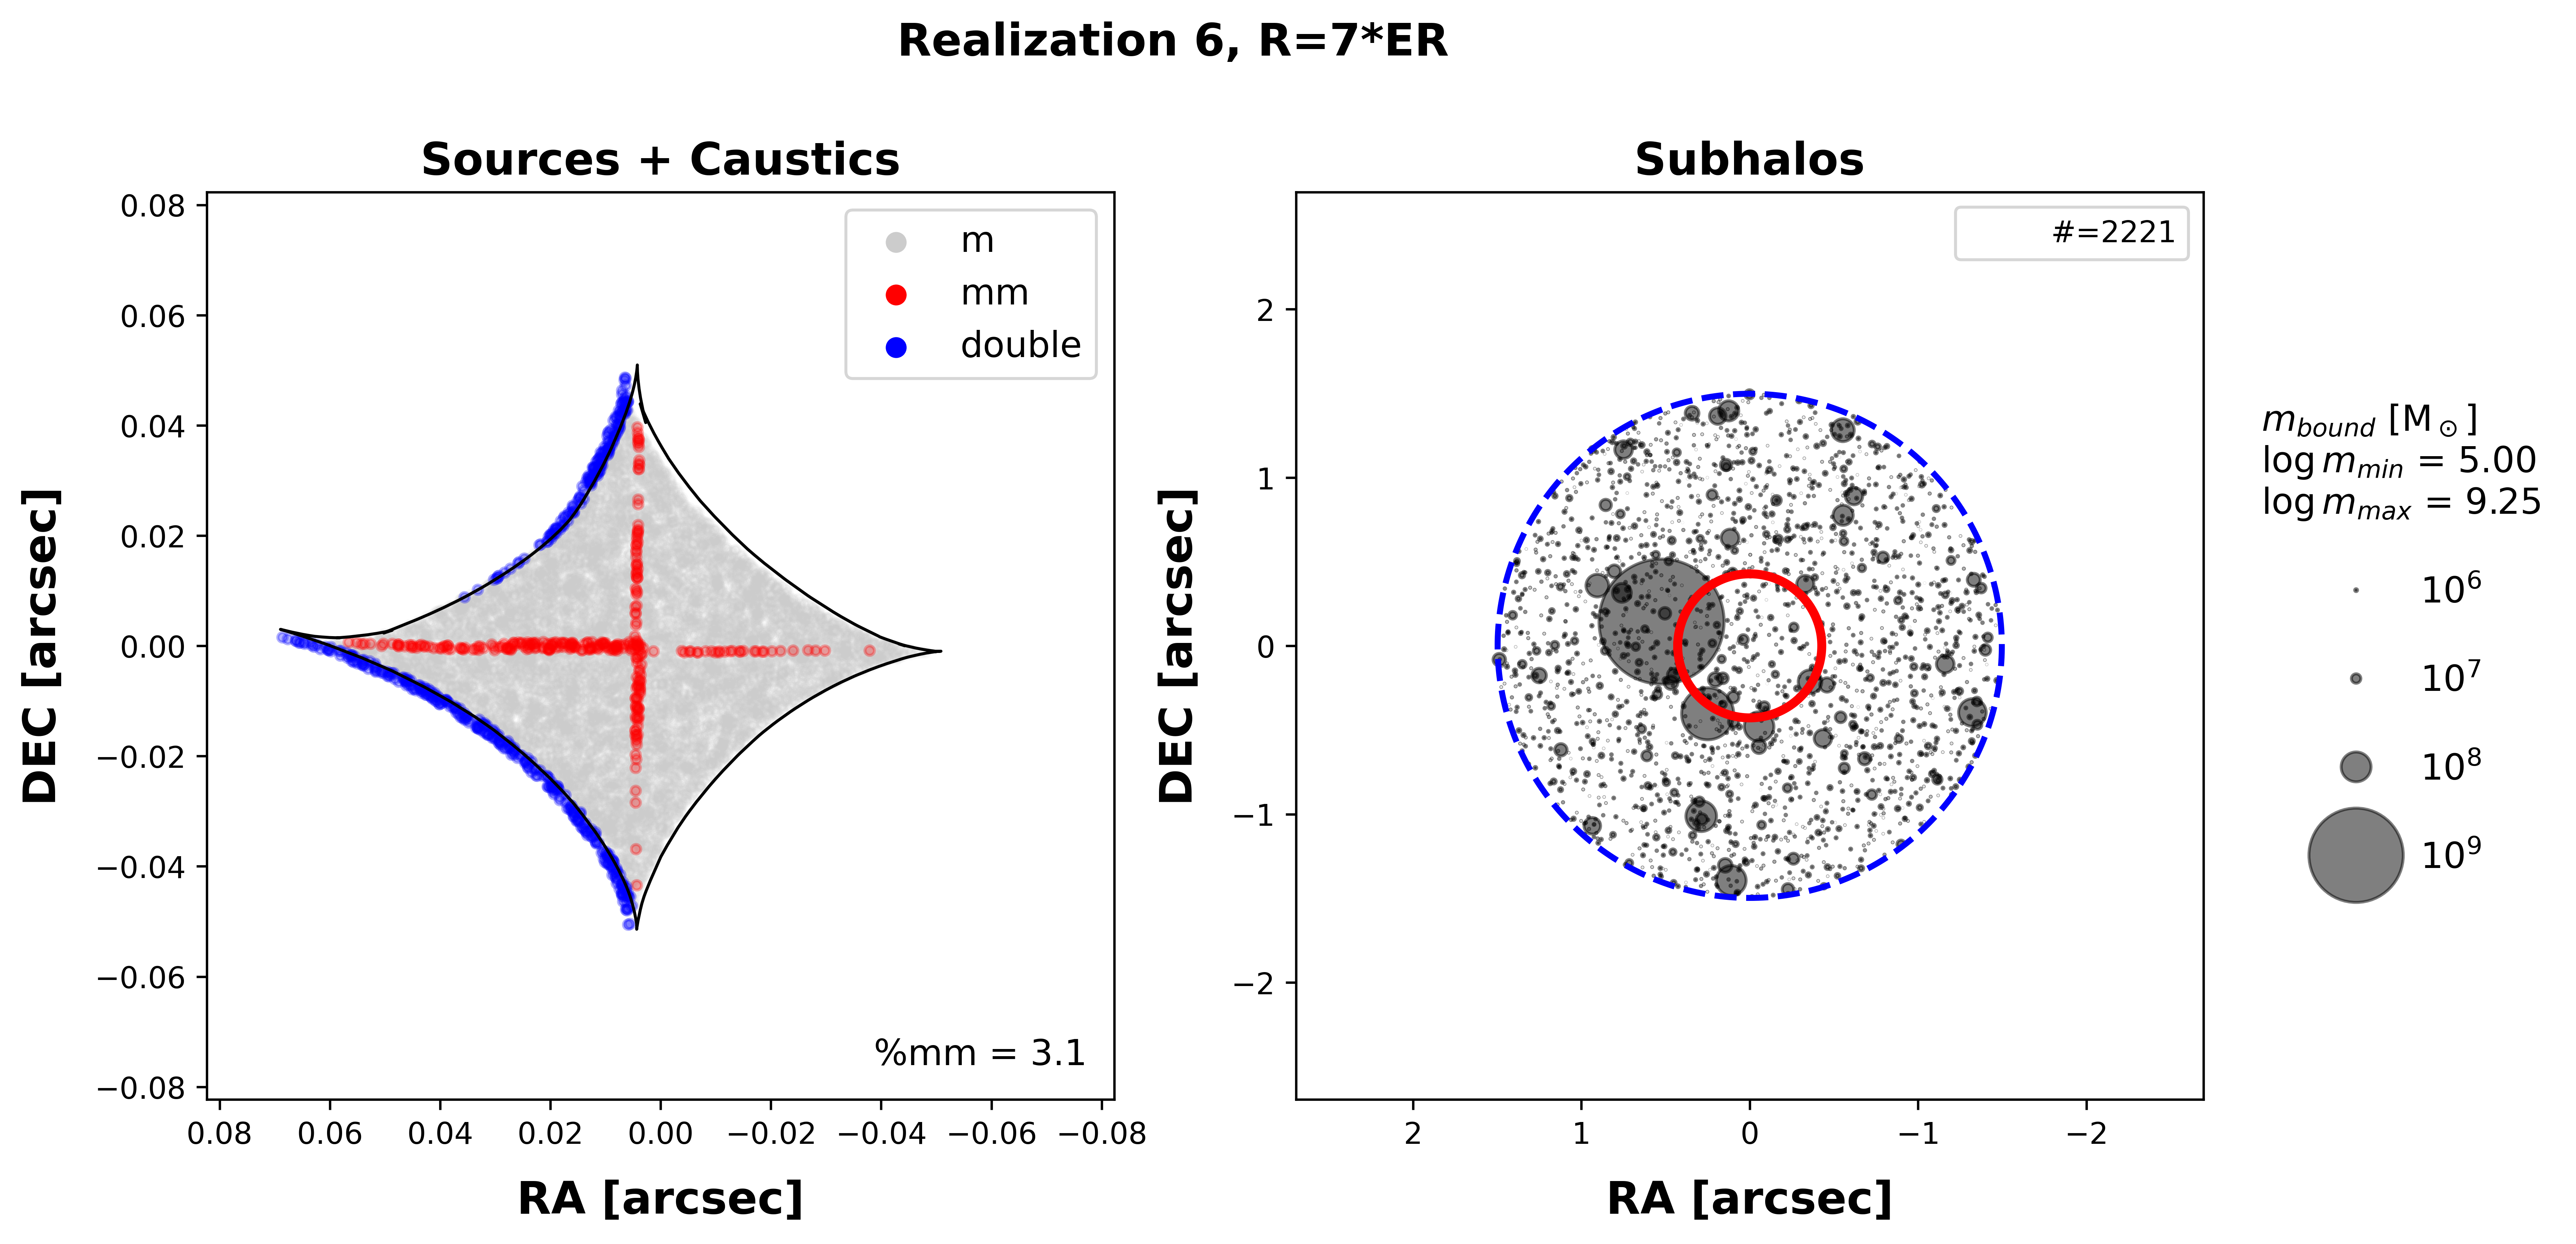 Realization 6, R=7*ER
Sources + Caustics
m
mm
double
%mm = 3.1
0.08
0.06
0.04
0.02
0.00
−0.02
−0.04
−0.06
−0.08
DEC [arcsec]
0.08 0.06 0.04 0.02 0.00 −0.02 −0.04 −0.06 −0.08
RA [arcsec]
Subhalos
#=2221
2
1
0
−1
−2
DEC [arcsec]
2 1 0 −1 −2
RA [arcsec]
m_bound [M_⊙]
log m_min = 5.00
log m_max = 9.25
10^6
10^7
10^8
10^9